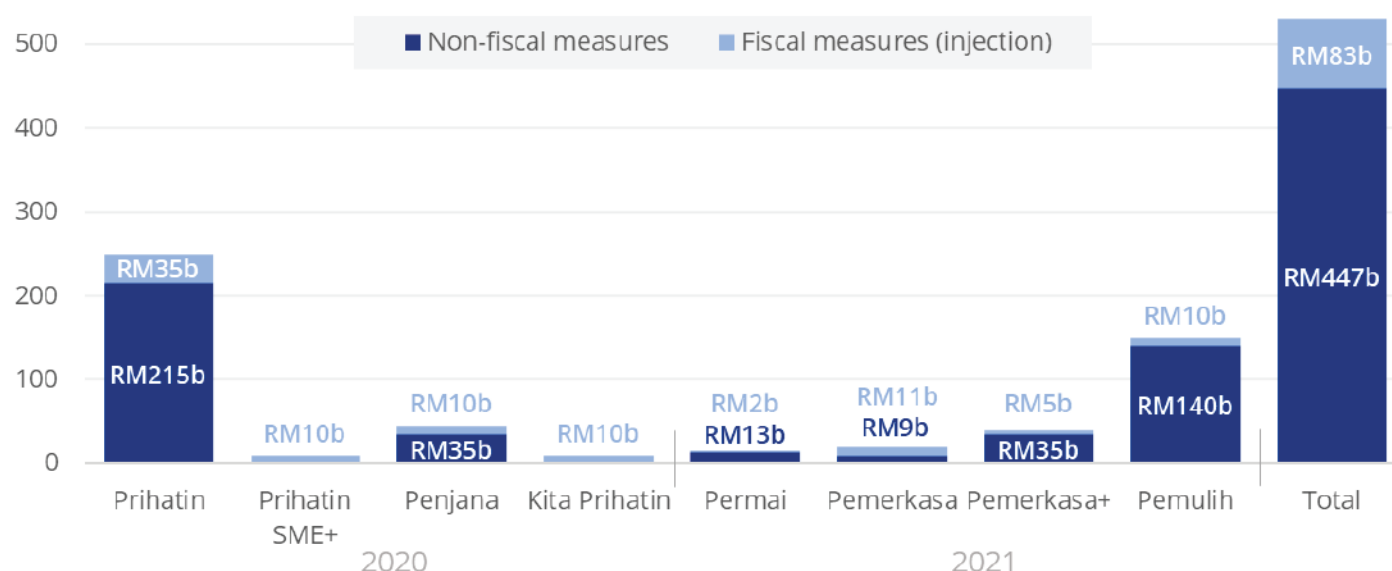 Non-fiscal measures Fiscal measures (injection)
500
400
300
200
100
0
RM35b
RM215b
RM10b
RM10b
RM35b
RM10b
RM2b
RM13b
RM11b
RM9b
RM5b
RM35b
RM10b
RM140b
RM83b
RM447b
Prihatin
Prihatin
SME+
Penjana
Kita Prihatin
Permai
Pemerkasa
Pemerkasa+
Pemulih
Total
2020
2021